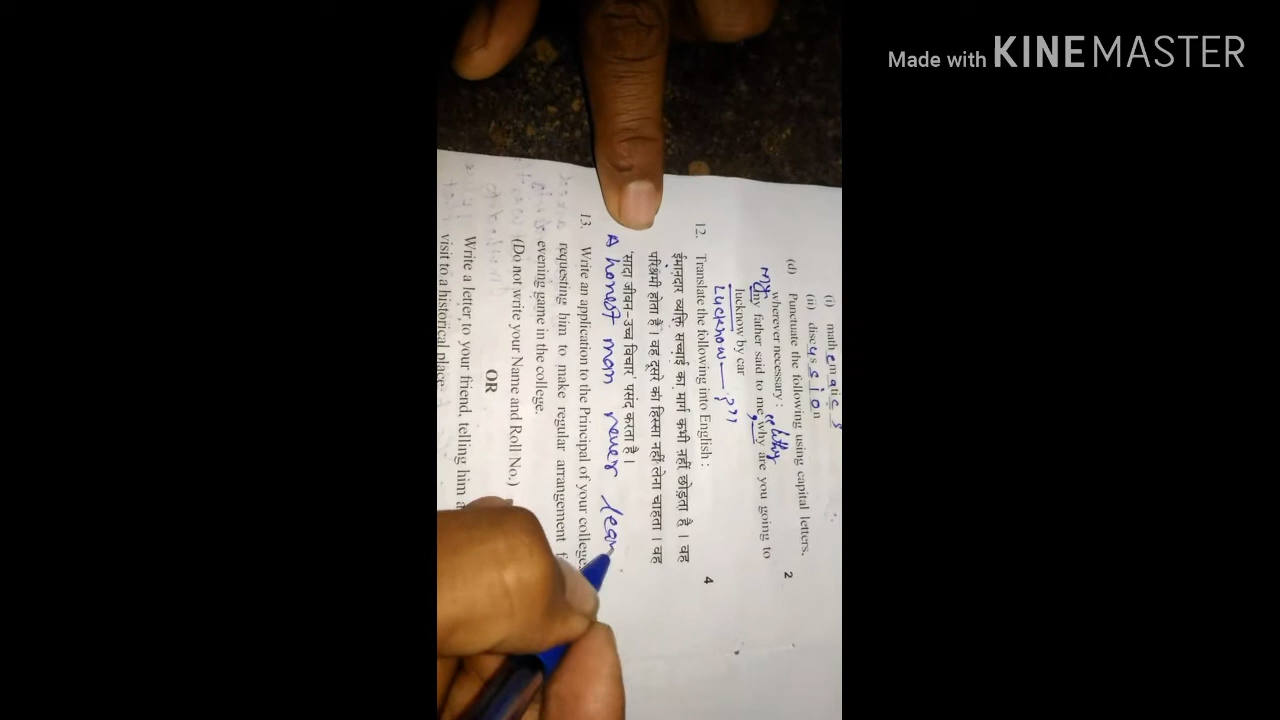 Made with KINEMASTER
(i) mathematics
(ii) discussion
(d) Punctuate the following using capital letters.
wherever necessary :
2
My “Why
my father said to me, why are you going to
lucknow by car
Lucknow — ?”
12. Translate the following into English :
4
ईमानदार व्यक्ति सच्चाई का मार्ग कभी नहीं छोड़ता है । वह
परिश्रमी होता है । वह दूसरे का हिस्सा नहीं लेना चाहता । वह
'सादा जीवन-उच्च विचार' पसंद करता है ।
A honest man never
13. Write an application to the Principal of your college,
requesting him to make regular arrangement
evening game in the college.
(Do not write your Name and Roll No.)
OR
Write a letter to your friend, telling him
visit to a historical place.